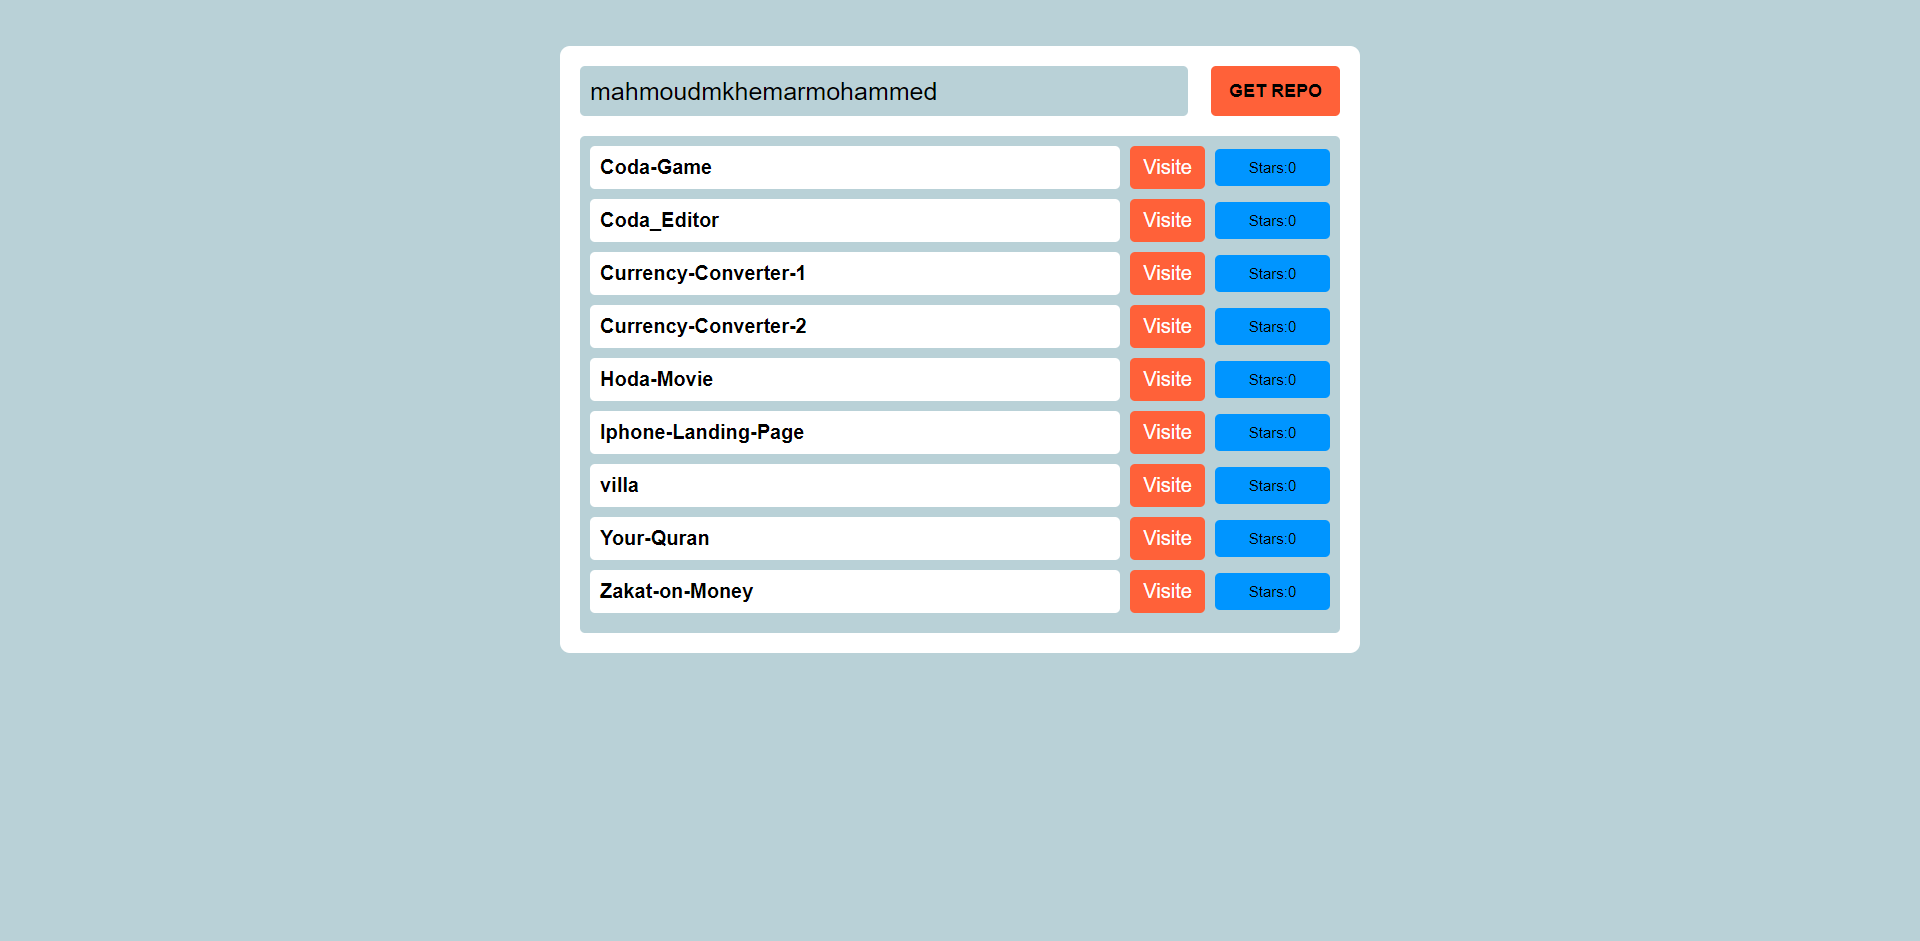 mahmoudmkhemarmohammed GET REPO
Coda-Game Visite Stars:0
Coda_Editor Visite Stars:0
Currency-Converter-1 Visite Stars:0
Currency-Converter-2 Visite Stars:0
Hoda-Movie Visite Stars:0
Iphone-Landing-Page Visite Stars:0
villa Visite Stars:0
Your-Quran Visite Stars:0
Zakat-on-Money Visite Stars:0